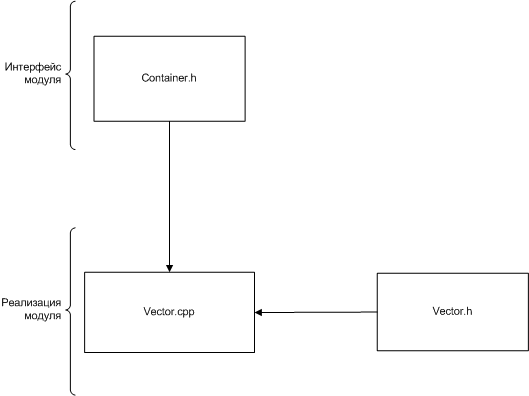 Интерфейс
модуля
Container.h
Реализация
модуля
Vector.cpp
Vector.h